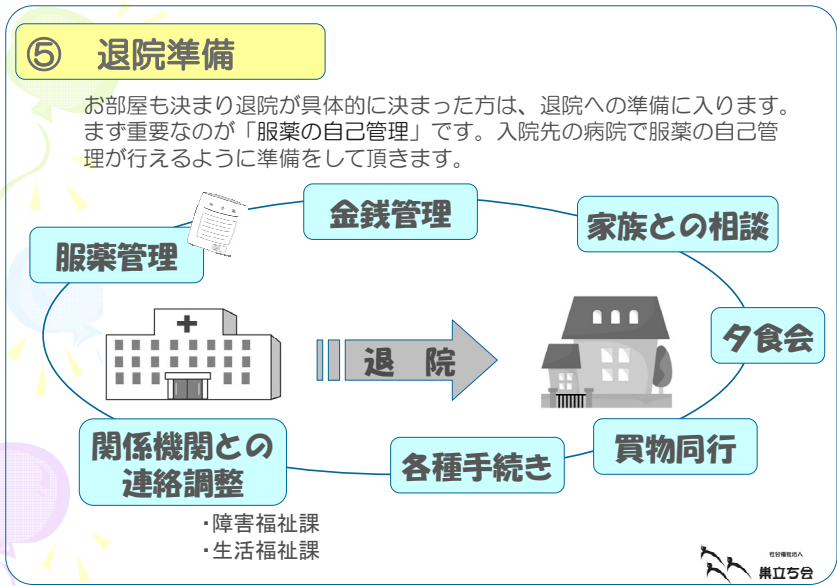 ⑤ 退院準備
お部屋も決まり退院が具体的に決まった方は、退院への準備に入ります。
まず重要なのが「服薬の自己管理」です。入院先の病院で服薬の自己管
理が行えるように準備をして頂きます。
金銭管理
家族との相談
服薬管理
夕食会
退 院
関係機関との
連絡調整
各種手続き
買物同行
・障害福祉課
・生活福祉課
社会福祉法人
巣立ち会